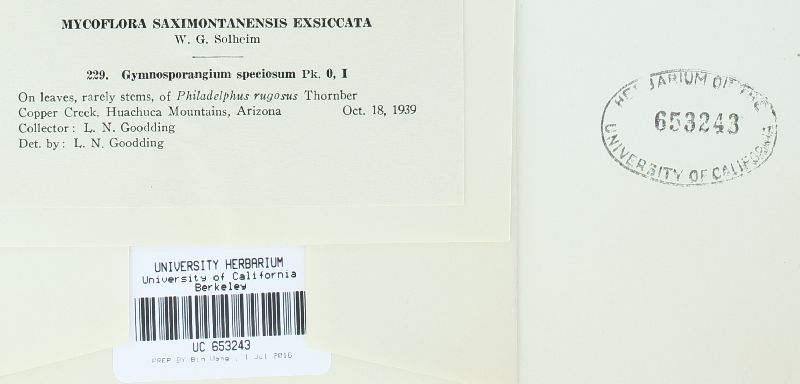 MYCOFLORA SAXIMONTANENSIS EXSICCATA
W. G. Solheim
229. Gymnosporangium speciosum Pk. 0, I
On leaves, rarely stems, of Philadelphus rugosus Thornber
Copper Creek, Huachuca Mountains, Arizona Oct. 18, 1939
Collector: L. N. Goodding
Det. by: L. N. Goodding
HERBARIUM OF THE
653243
UNIVERSITY OF CALIFORNIA
UNIVERSITY HERBARIUM
University of California
Berkeley
UC 653243
PREP BY Bin Wang , 1 Jul 2016